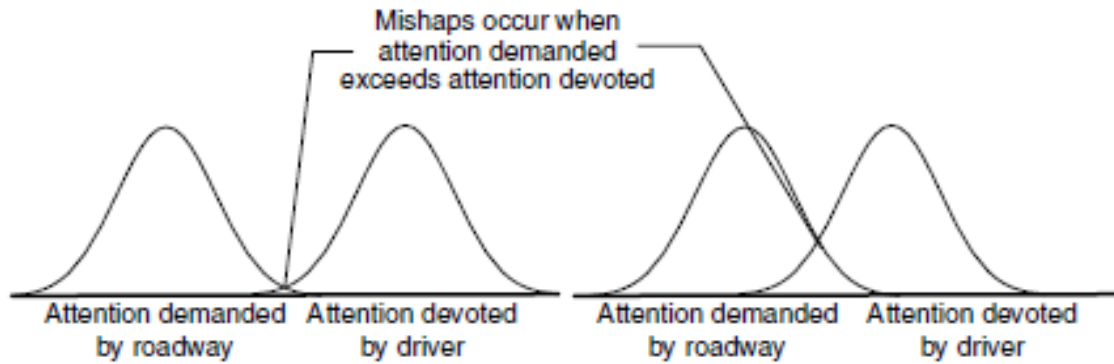 Mishaps occur when
attention demanded
exceeds attention devoted
Attention demanded
by roadway
Attention devoted
by driver
Attention demanded
by roadway
Attention devoted
by driver